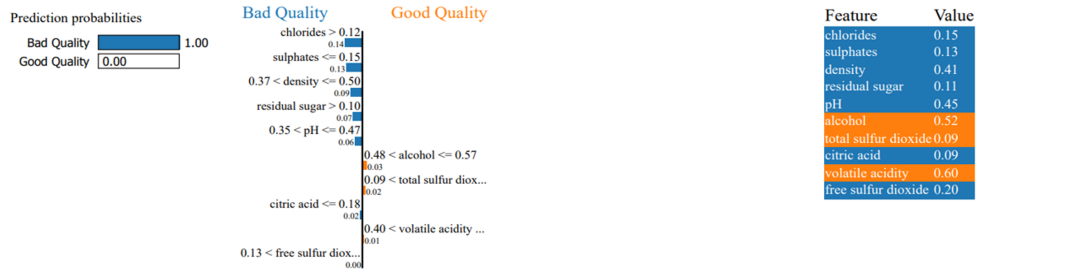 Prediction probabilities
Bad Quality 1.00
Good Quality 0.00
Bad Quality Good Quality
chlorides > 0.12
0.14
sulphates <= 0.15
0.13
0.37 < density <= 0.50
0.09
residual sugar > 0.10
0.07
0.35 < pH <= 0.47
0.06
0.48 < alcohol <= 0.57
0.03
0.09 < total sulfur diox...
0.02
citric acid <= 0.18
0.02
0.40 < volatile acidity ...
0.01
0.13 < free sulfur diox...
0.00
Feature Value
chlorides 0.15
sulphates 0.13
density 0.41
residual sugar 0.11
pH 0.45
alcohol 0.52
total sulfur dioxide 0.09
citric acid 0.09
volatile acidity 0.60
free sulfur dioxide 0.20